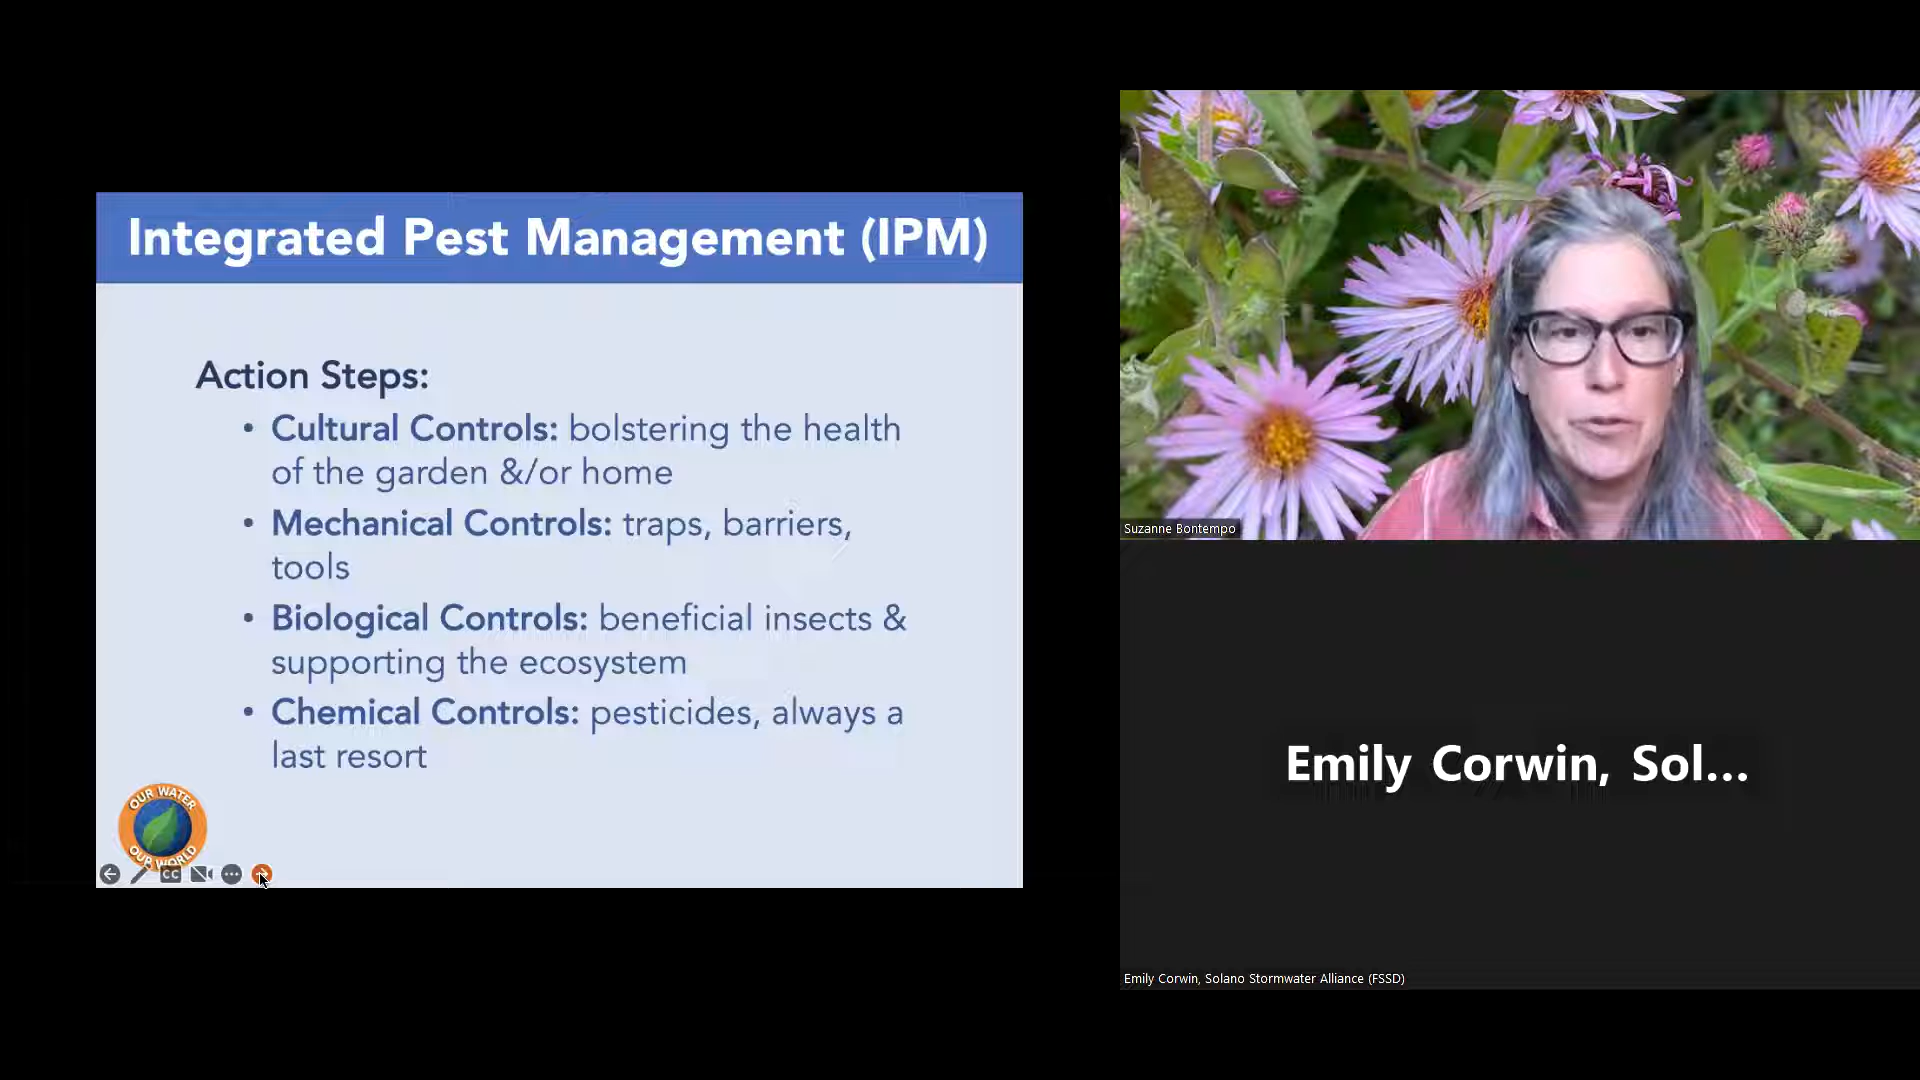 Integrated Pest Management (IPM)
Action Steps:
• Cultural Controls: bolstering the health
of the garden &/or home
• Mechanical Controls: traps, barriers,
tools
• Biological Controls: beneficial insects &
supporting the ecosystem
• Chemical Controls: pesticides, always a
last resort
OUR WATER
OUR WORLD
CC
Suzanne Bontempo
Emily Corwin, Sol...
Emily Corwin, Solano Stormwater Alliance (FSSD)